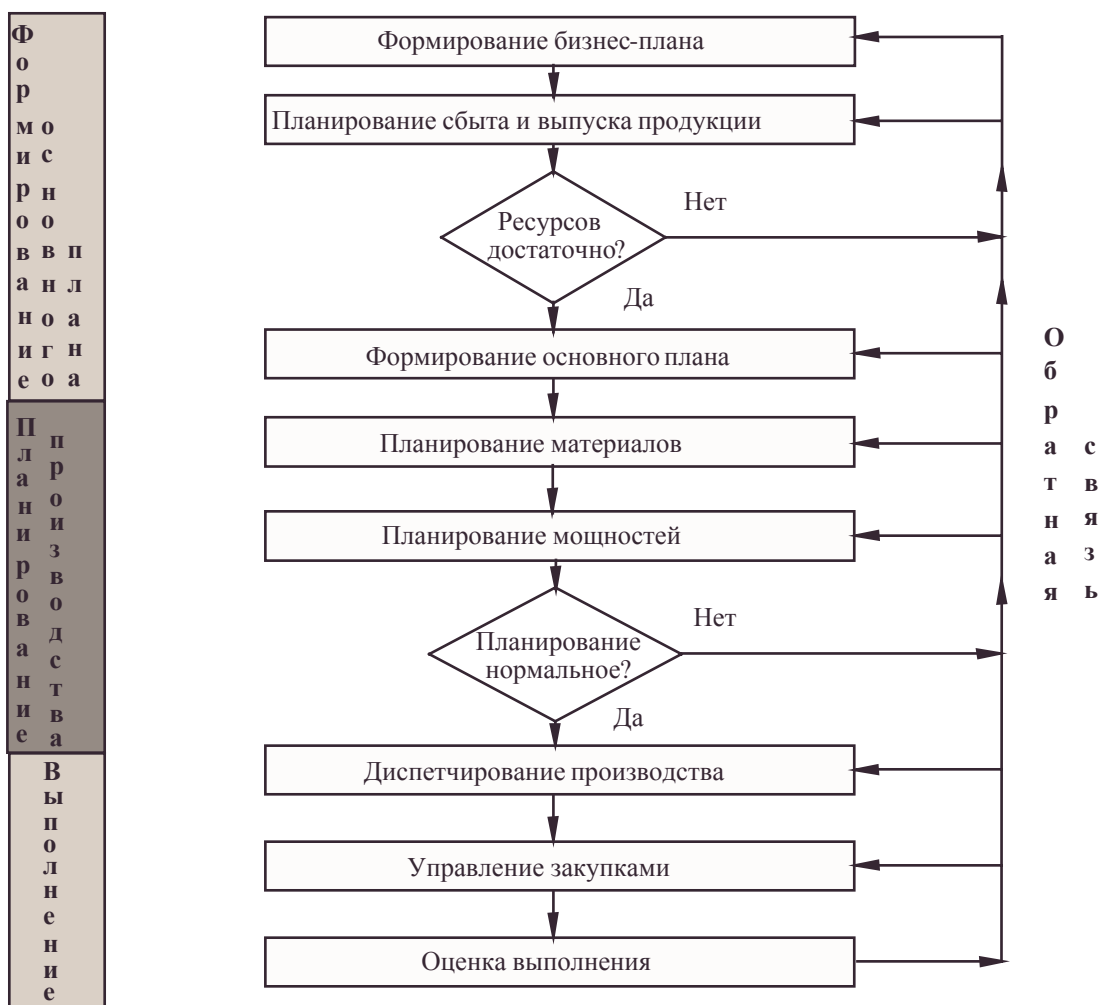 Формирование
основного
плана
Планирование
производства
Выполнение
Формирование бизнес-плана
Планирование сбыта и выпуска продукции
Ресурсов
достаточно?
Нет
Да
Формирование основного плана
Планирование материалов
Планирование мощностей
Планирование
нормальное?
Нет
Да
Диспетчирование производства
Управление закупками
Оценка выполнения
Обратная
связь